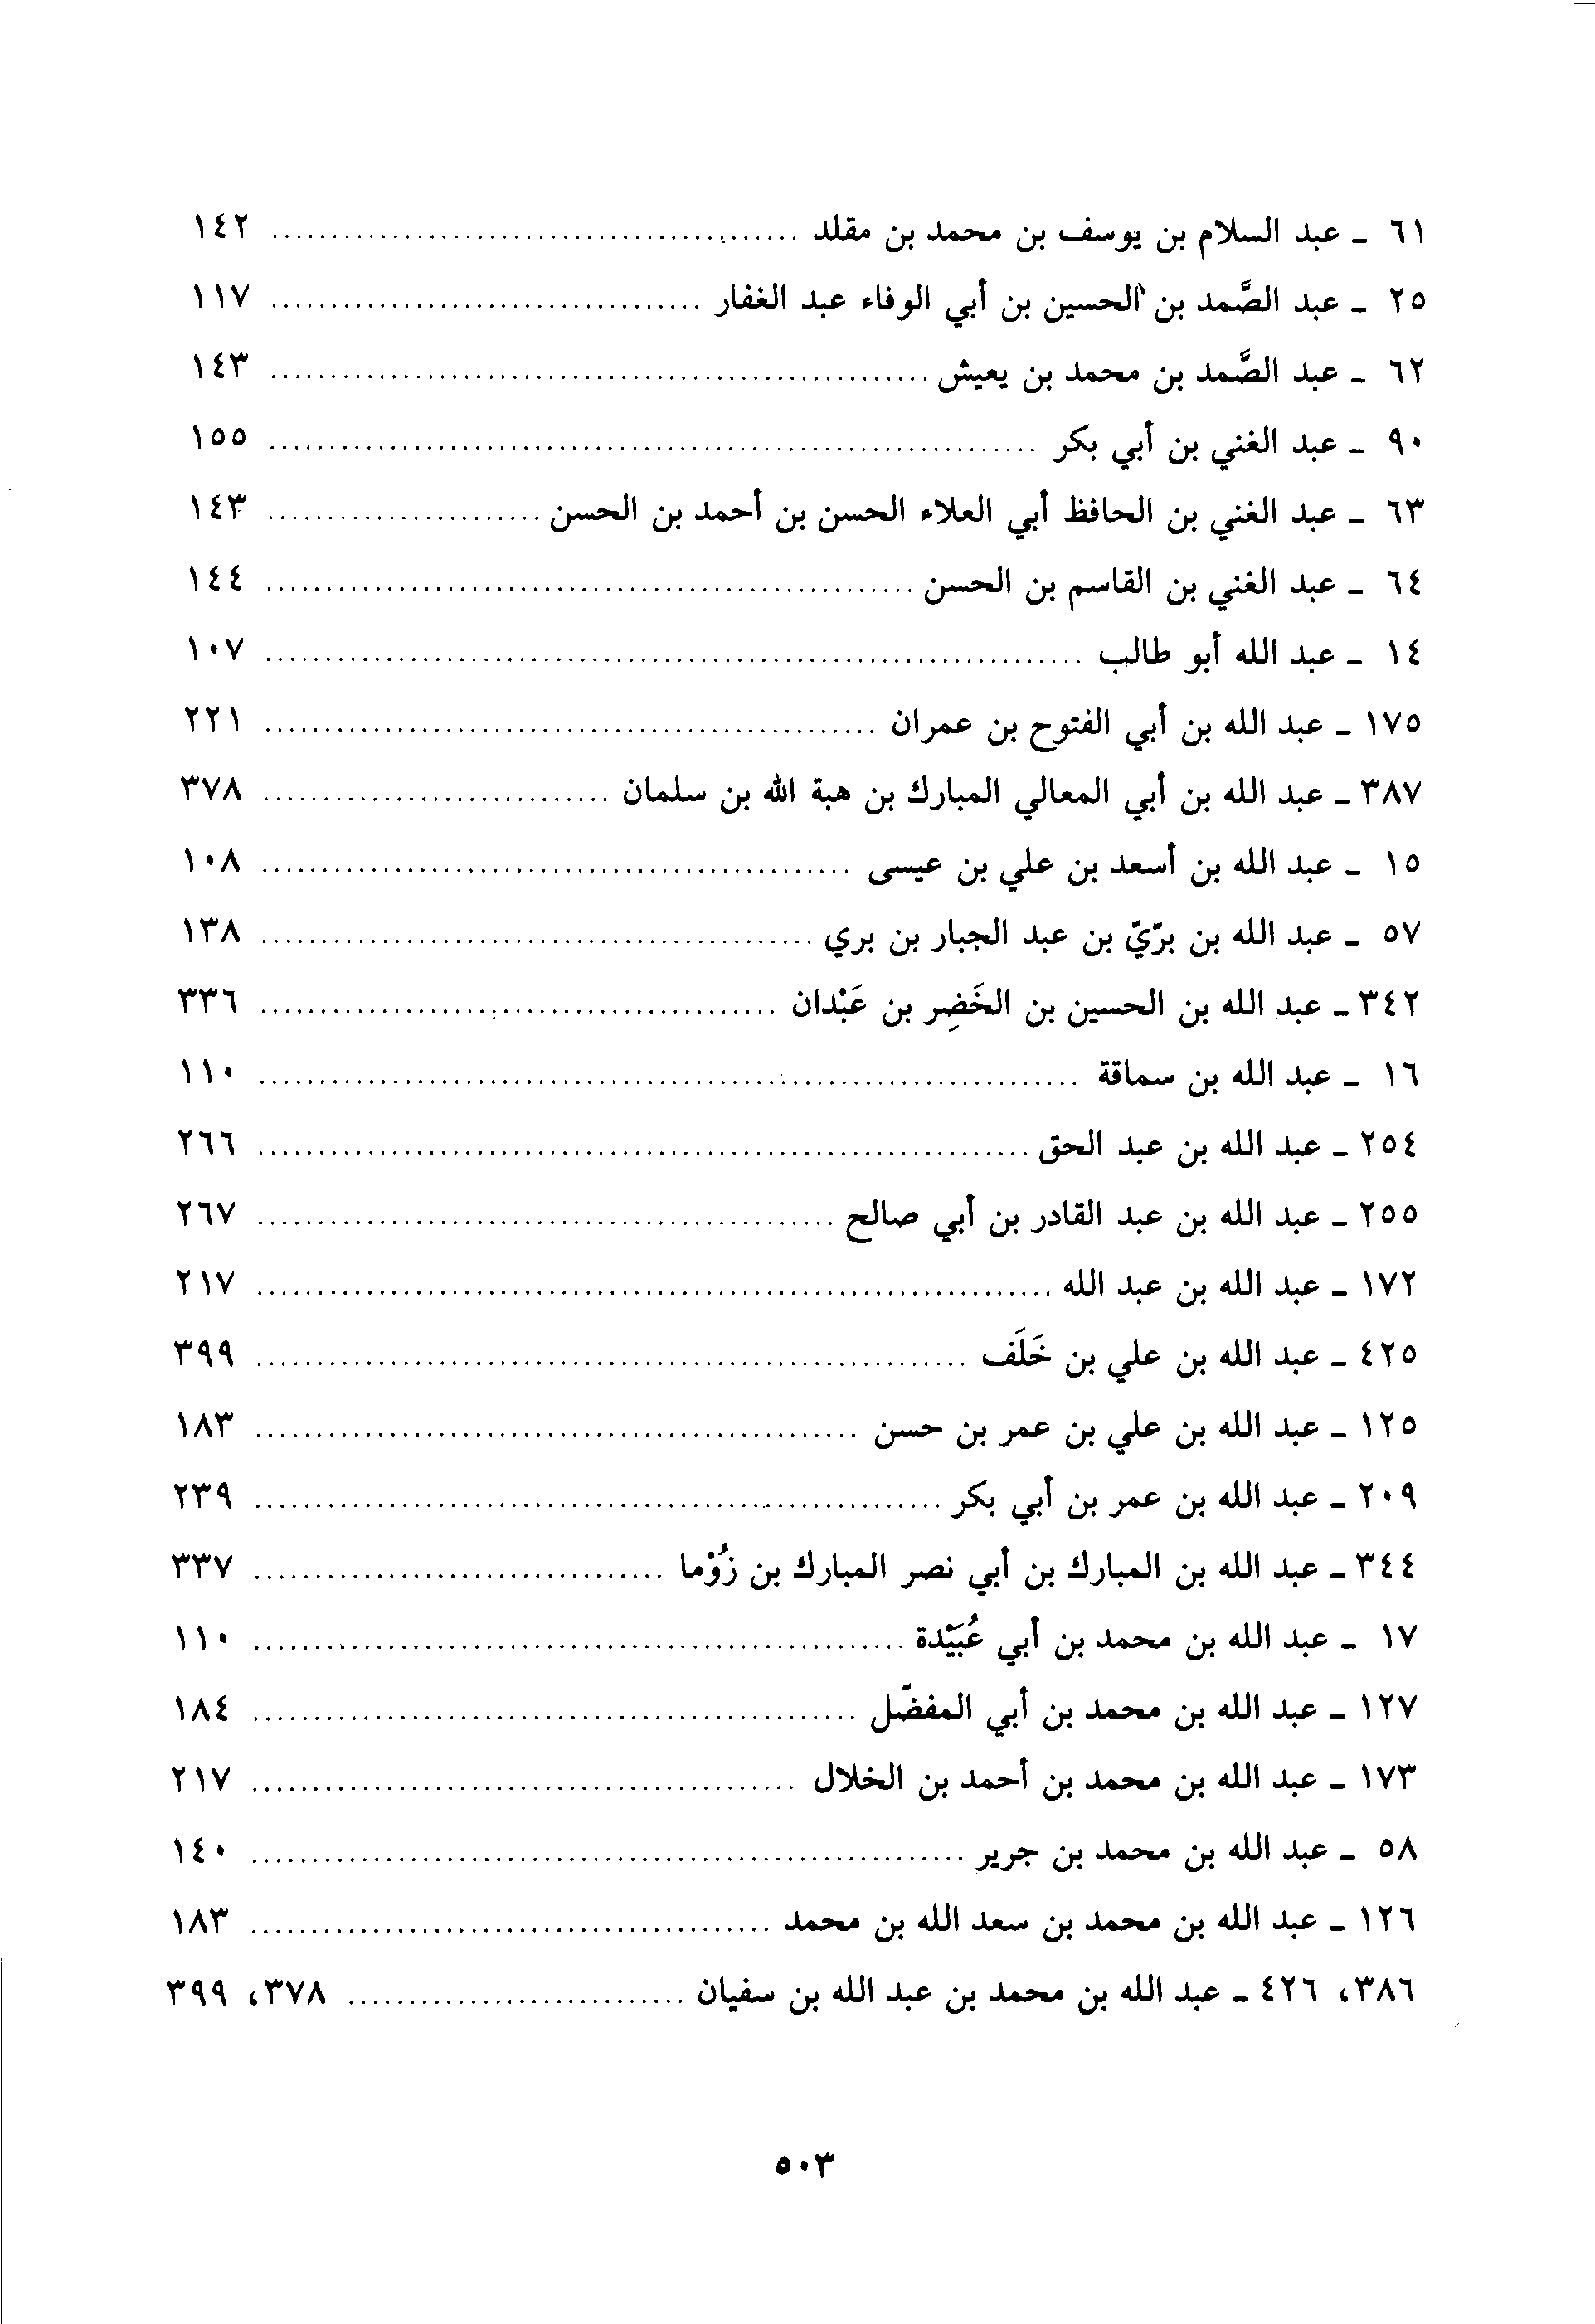 ٦١ - عبد السلام بن يوسف بن محمد بن مقلد ........ ١٤٢
٢٥ - عبد الصَّمد بن الحسين بن أبي الوفاء عبد الغفار ........ ١١٧
٦٢ - عبد الصَّمد بن محمد بن يعيش ........ ١٤٣
٩٠ - عبد الغني بن أبي بكر ........ ١٥٥
٦٣ - عبد الغني بن الحافظ أبي العلاء الحسن بن أحمد بن الحسن ........ ١٤٣
٦٤ - عبد الغني بن القاسم بن الحسن ........ ١٤٤
١٤ - عبد الله أبو طالب ........ ١٠٧
١٧٥ - عبد الله بن أبي الفتوح بن عمران ........ ٢٢١
٣٨٧ - عبد الله بن أبي المعالي المبارك بن هبة الله بن سلمان ........ ٣٧٨
١٥ - عبد الله بن أسعد بن علي بن عيسى ........ ١٠٨
٥٧ - عبد الله بن برّيّ بن عبد الجبار بن بري ........ ١٣٨
٣٤٢ - عبد الله بن الحسين بن الخَضِر بن عَبْدان ........ ٣٣٦
١٦ - عبد الله بن سماقة ........ ١١٠
٢٥٤ - عبد الله بن عبد الحق ........ ٢٦٦
٢٥٥ - عبد الله بن عبد القادر بن أبي صالح ........ ٢٦٧
١٧٢ - عبد الله بن عبد الله ........ ٢١٧
٤٢٥ - عبد الله بن علي بن خَلَف ........ ٣٩٩
١٢٥ - عبد الله بن علي بن عمر بن حسن ........ ١٨٣
٢٠٩ - عبد الله بن عمر بن أبي بكر ........ ٢٣٩
٣٤٤ - عبد الله بن المبارك بن أبي نصر المبارك بن زُوْما ........ ٣٣٧
١٧ - عبد الله بن محمد بن أبي عُبَيْدة ........ ١١٠
١٢٧ - عبد الله بن محمد بن أبي المفضّل ........ ١٨٤
١٧٣ - عبد الله بن محمد بن أحمد بن الخلال ........ ٢١٧
٥٨ - عبد الله بن محمد بن جرير ........ ١٤٠
١٢٦ - عبد الله بن محمد بن سعد الله بن محمد ........ ١٨٣
٣٨٦، ٤٢٦ - عبد الله بن محمد بن عبد الله بن سفيان ........ ٣٧٨، ٣٩٩
٥٠٣